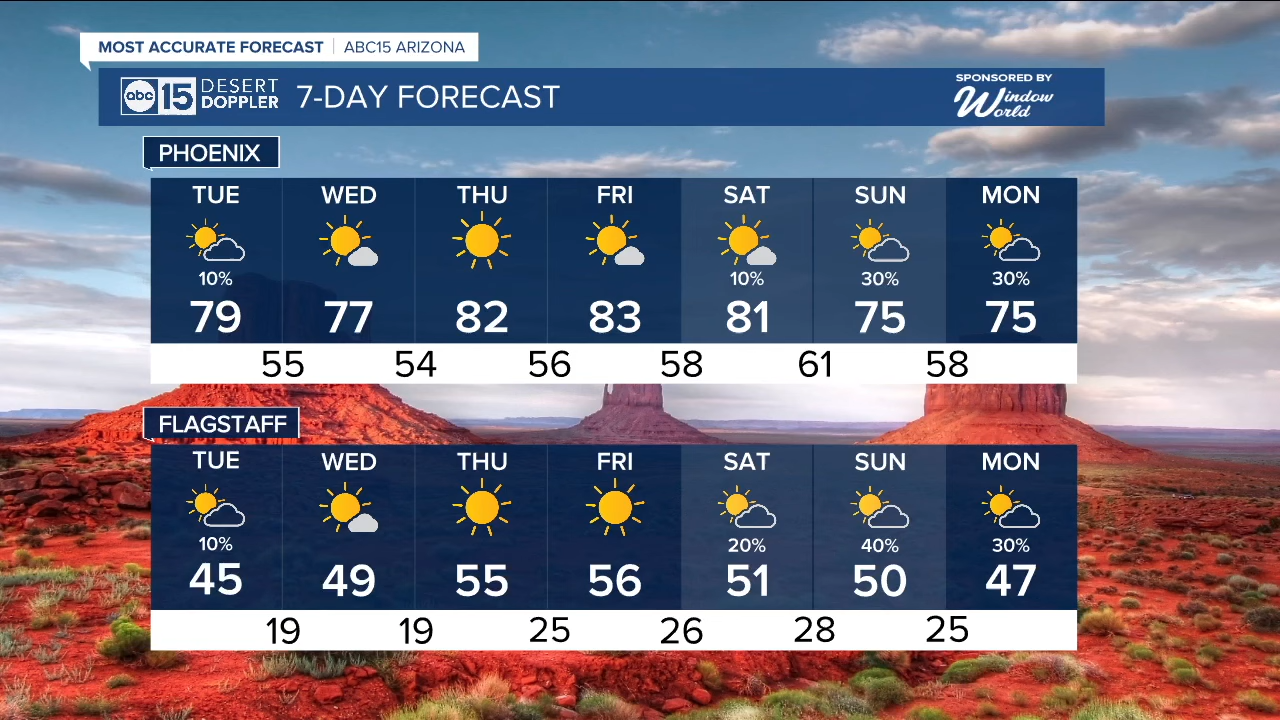 MOST ACCURATE FORECAST | ABC15 ARIZONA
abc 15 DESERT DOPPLER 7-DAY FORECAST
SPONSORED BY
Window World
PHOENIX
TUE WED THU FRI SAT SUN MON
10% 10% 30% 30%
79 77 82 83 81 75 75
55 54 56 58 61 58
FLAGSTAFF
TUE WED THU FRI SAT SUN MON
10% 20% 40% 30%
45 49 55 56 51 50 47
19 19 25 26 28 25